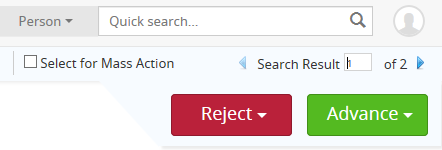 Person Quick search...
Select for Mass Action Search Result 1 of 2
Reject Advance